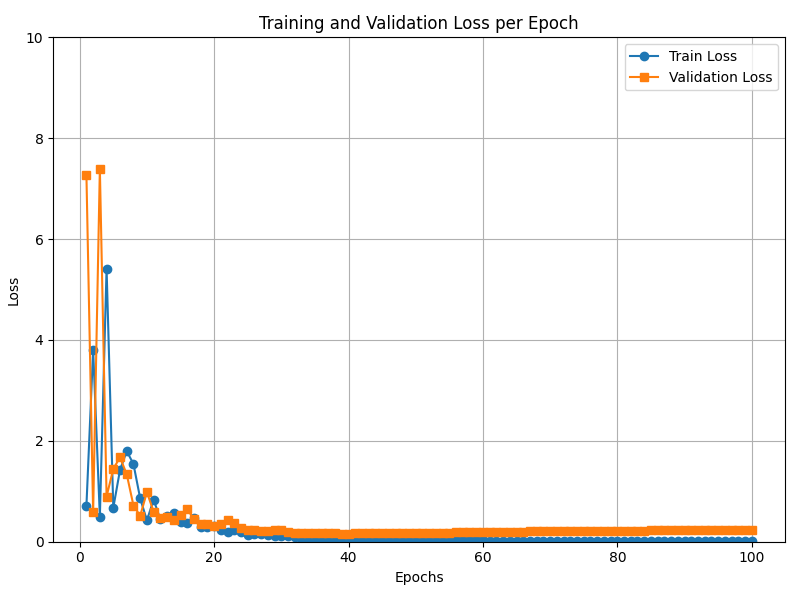 Training and Validation Loss per Epoch
Train Loss
Validation Loss
10
8
6
4
2
0
Loss
0 20 40 60 80 100
Epochs